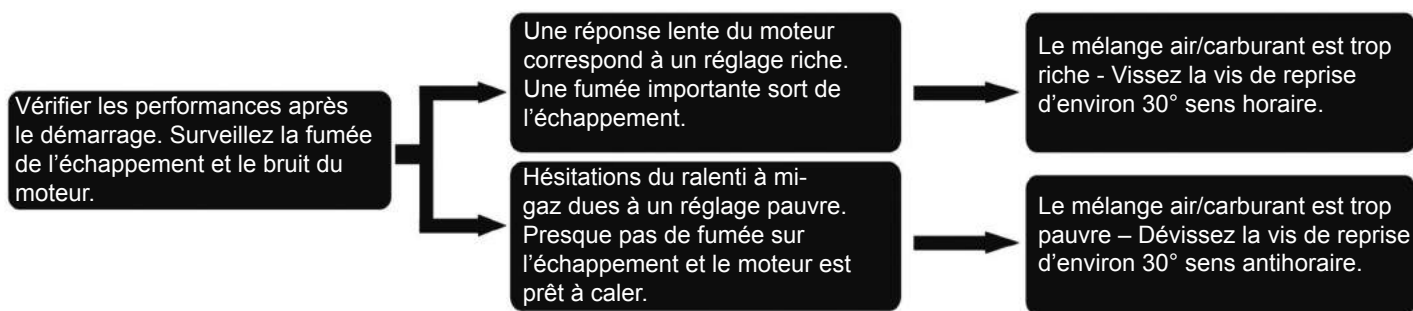 Vérifier les performances après
le démarrage. Surveillez la fumée
de l’échappement et le bruit du
moteur.
Une réponse lente du moteur
correspond à un réglage riche.
Une fumée importante sort de
l’échappement.
Le mélange air/carburant est trop
riche - Vissez la vis de reprise
d’environ 30° sens horaire.
Hésitations du ralenti à mi-
gaz dues à un réglage pauvre.
Presque pas de fumée sur
l’échappement et le moteur est
prêt à caler.
Le mélange air/carburant est trop
pauvre – Dévissez la vis de reprise
d’environ 30° sens antihoraire.